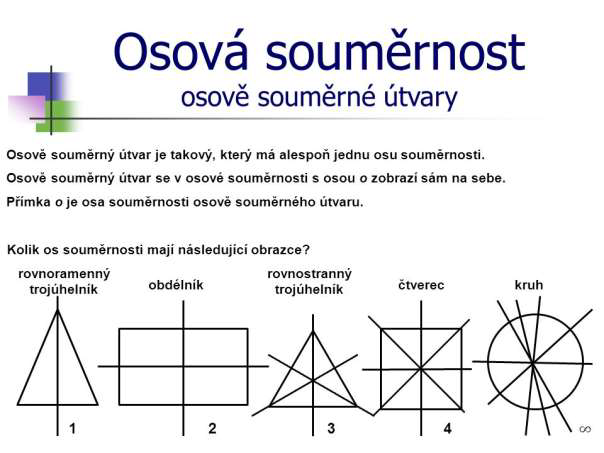 Osová souměrnost
osově souměrné útvary
Osově souměrný útvar je takový, který má alespoň jednu osu souměrnosti.
Osově souměrný útvar se v osové souměrnosti s osou o zobrazí sám na sebe.
Přímka o je osa souměrnosti osově souměrného útvaru.
Kolik os souměrnosti mají následující obrazce?
rovnoramenný
trojúhelník
obdélník
rovnostranný
trojúhelník
čtverec
kruh
1
2
3
4
∞